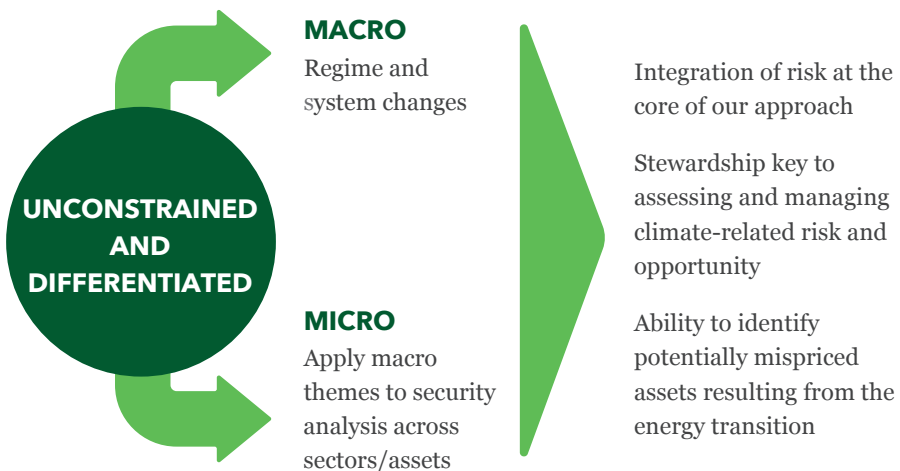 UNCONSTRAINED
AND
DIFFERENTIATED
MACRO
Regime and
system changes
MICRO
Apply macro
themes to security
analysis across
sectors/assets
Integration of risk at the
core of our approach
Stewardship key to
assessing and managing
climate-related risk and
opportunity
Ability to identify
potentially mispriced
assets resulting from the
energy transition